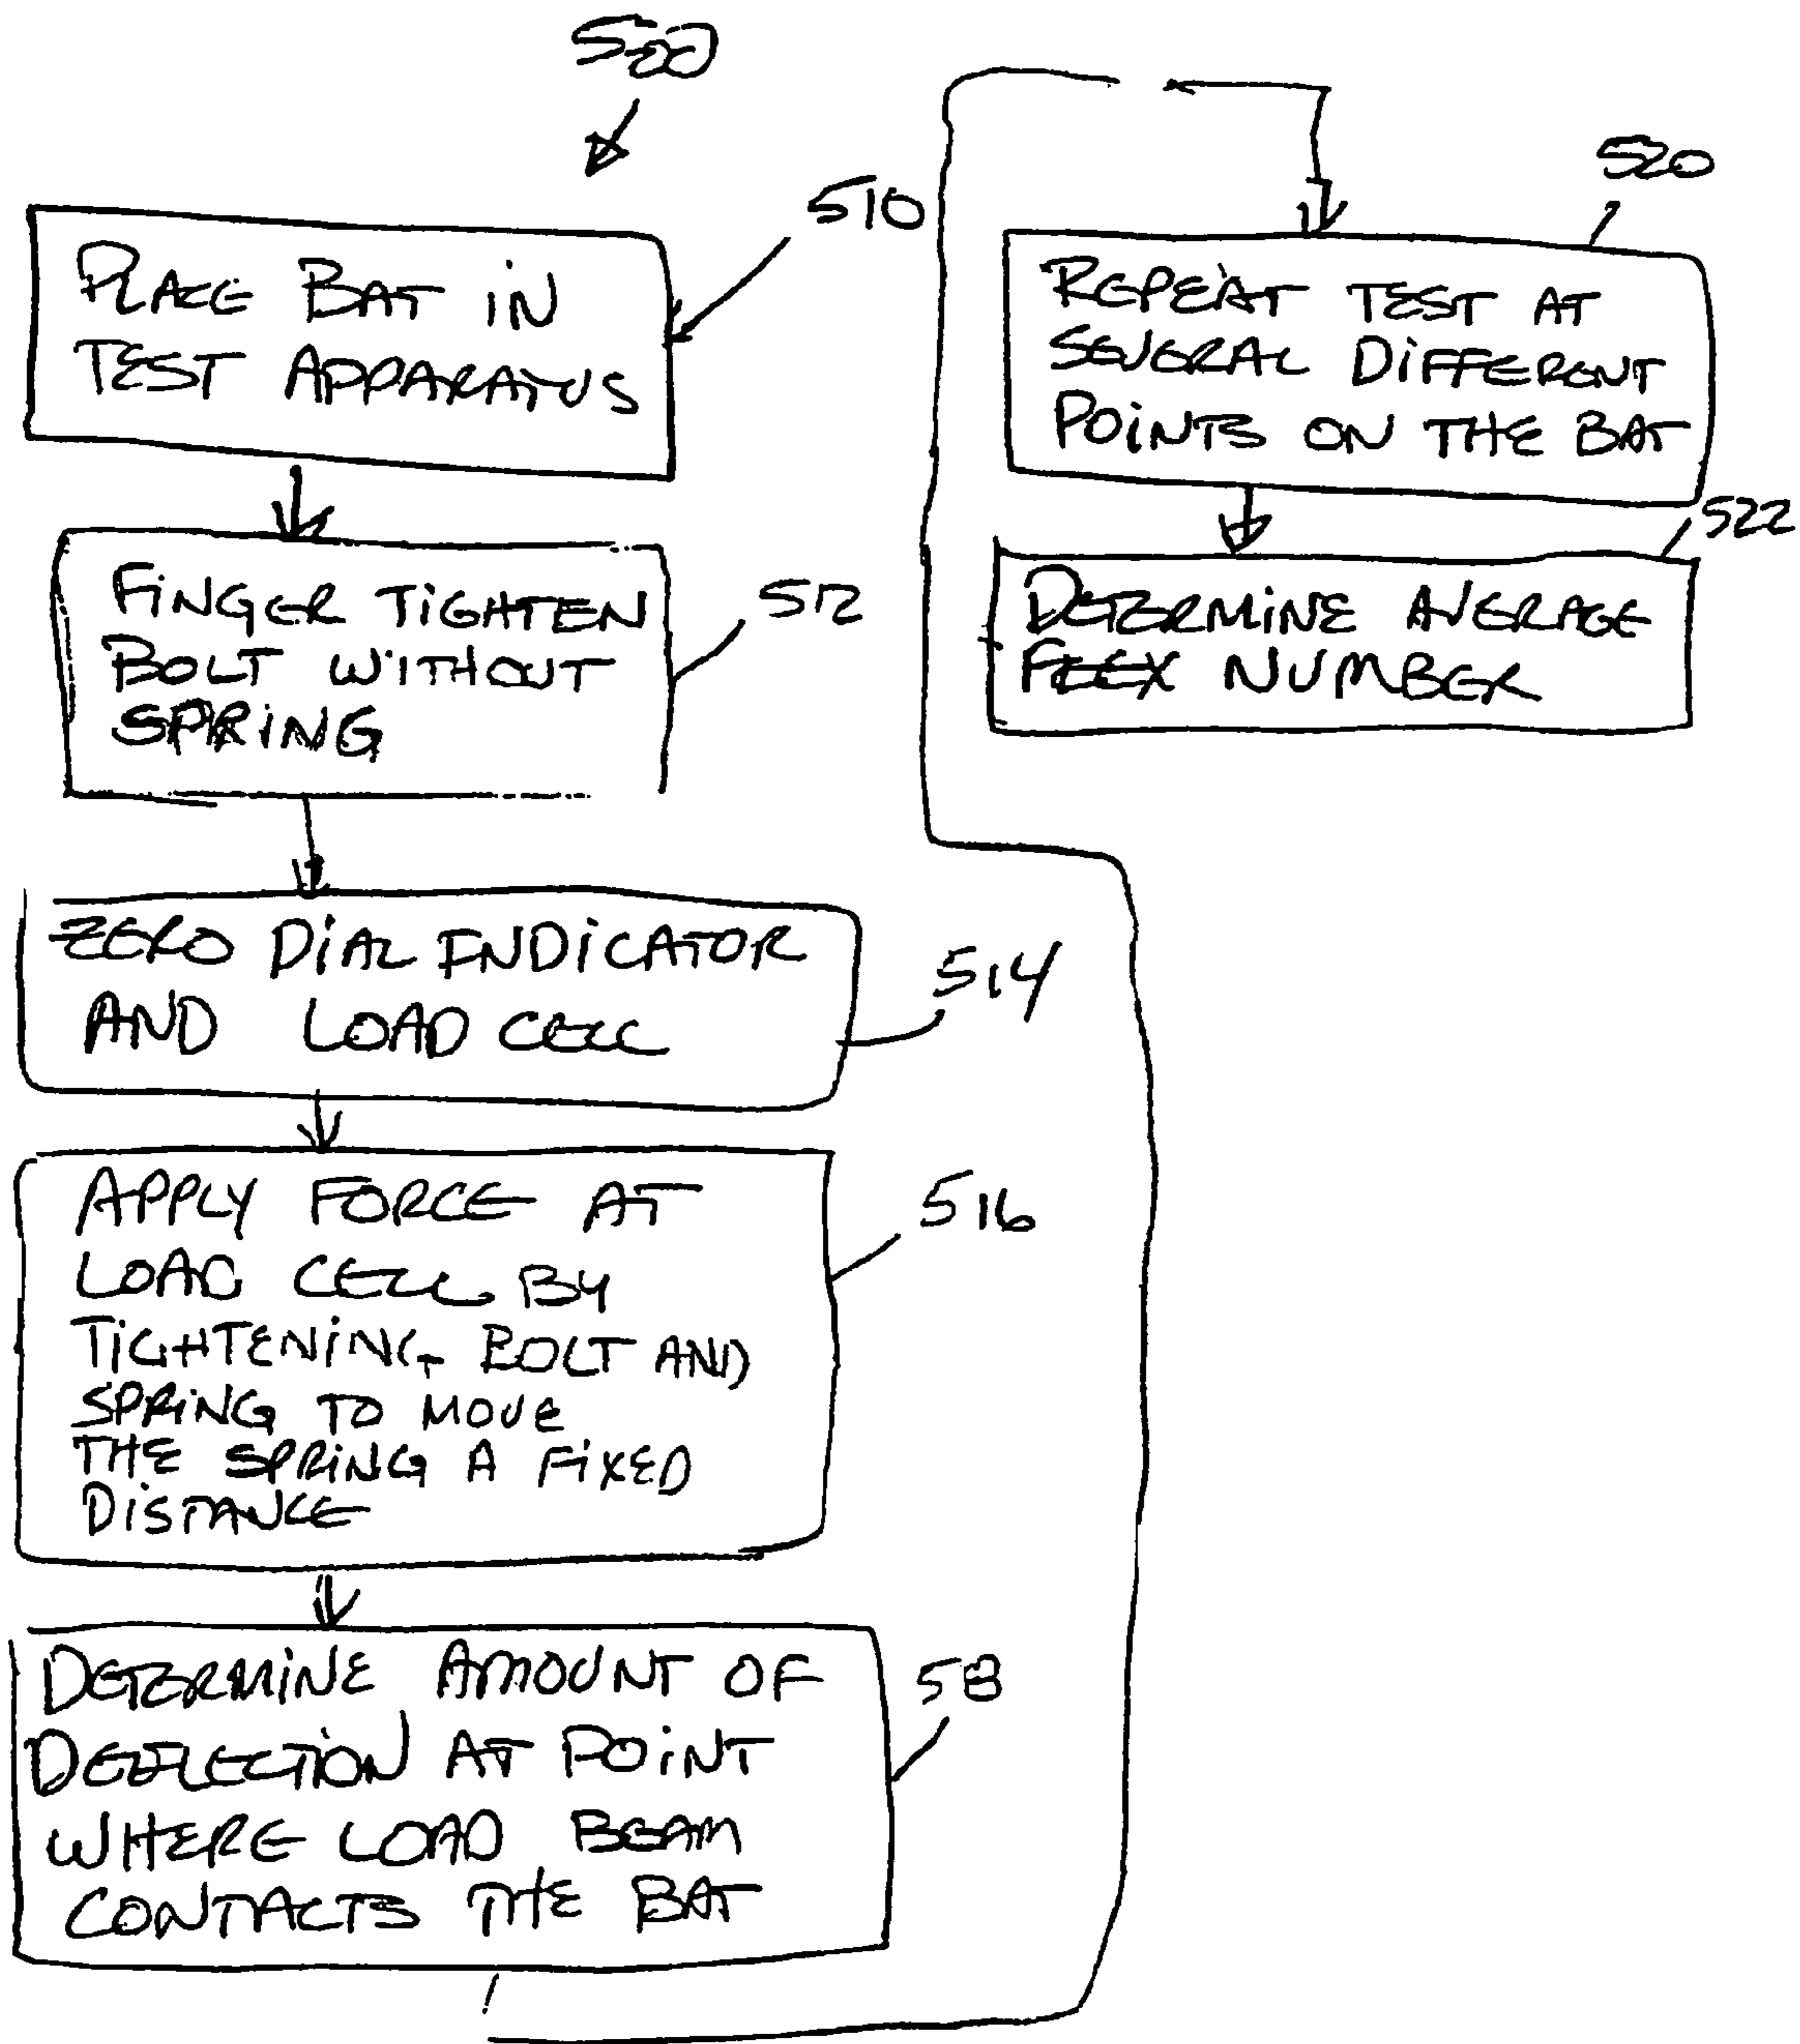 500
510
PLACE BAT IN
TEST APPARATUS
512
FINGER TIGHTEN
BOLT WITHOUT
SPRING
ZERO DIAL INDICATOR
AND LOAD CELL
514
APPLY FORCE AT
LOAD CELL BY
TIGHTENING BOLT AND
SPRING TO MOVE
THE SPRING A FIXED
DISTANCE
516
DETERMINE AMOUNT OF
DEFLECTION AT POINT
WHERE LOAD BEAM
CONTACTS THE BAT
518
520
REPEAT TEST AT
SEVERAL DIFFERENT
POINTS ON THE BAT
522
DETERMINE AVERAGE
FLEX NUMBER